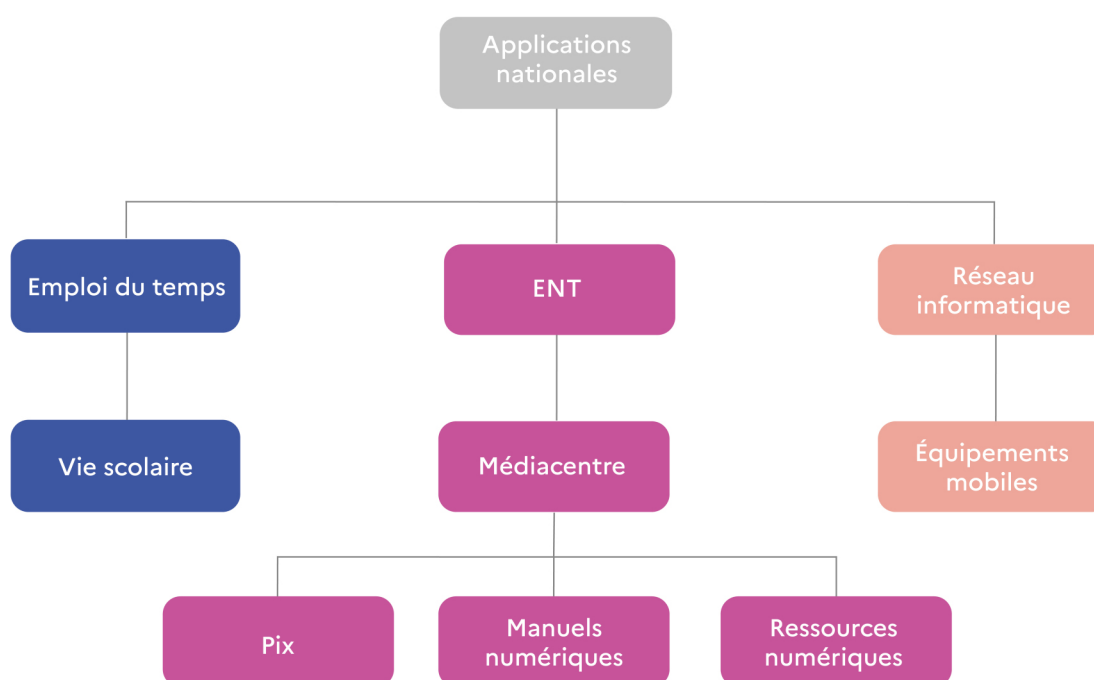 Applications
nationales
Emploi du temps
ENT
Réseau
informatique
Vie scolaire
Médiacentre
Équipements
mobiles
Pix
Manuels
numériques
Ressources
numériques